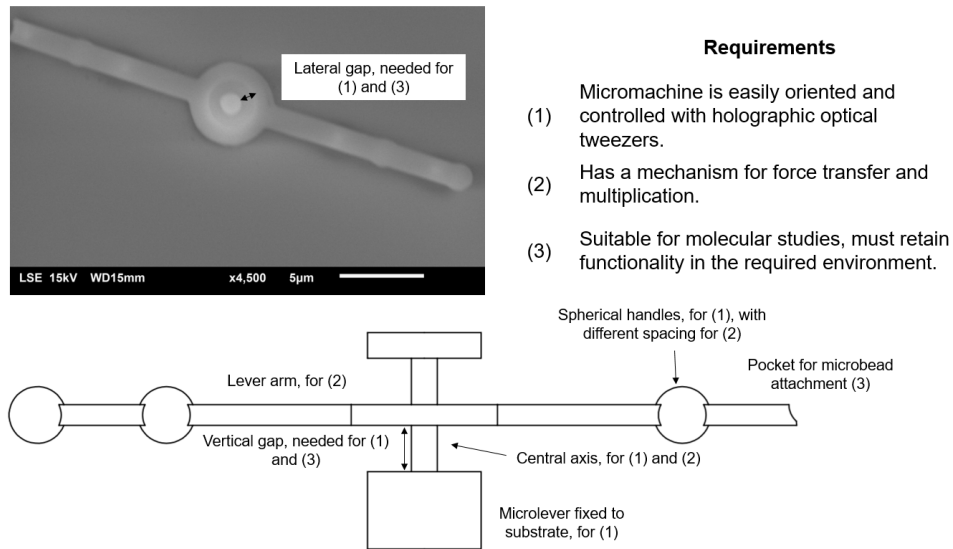 Lateral gap, needed for
(1) and (3)
LSE 15kV WD15mm x4,500 5µm
Requirements
(1) Micromachine is easily oriented and
controlled with holographic optical
tweezers.
(2) Has a mechanism for force transfer and
multiplication.
(3) Suitable for molecular studies, must retain
functionality in the required environment.
Spherical handles, for (1), with
different spacing for (2)
Pocket for microbead
attachment (3)
Lever arm, for (2)
Vertical gap, needed for (1)
and (3)
Central axis, for (1) and (2)
Microlever fixed to
substrate, for (1)